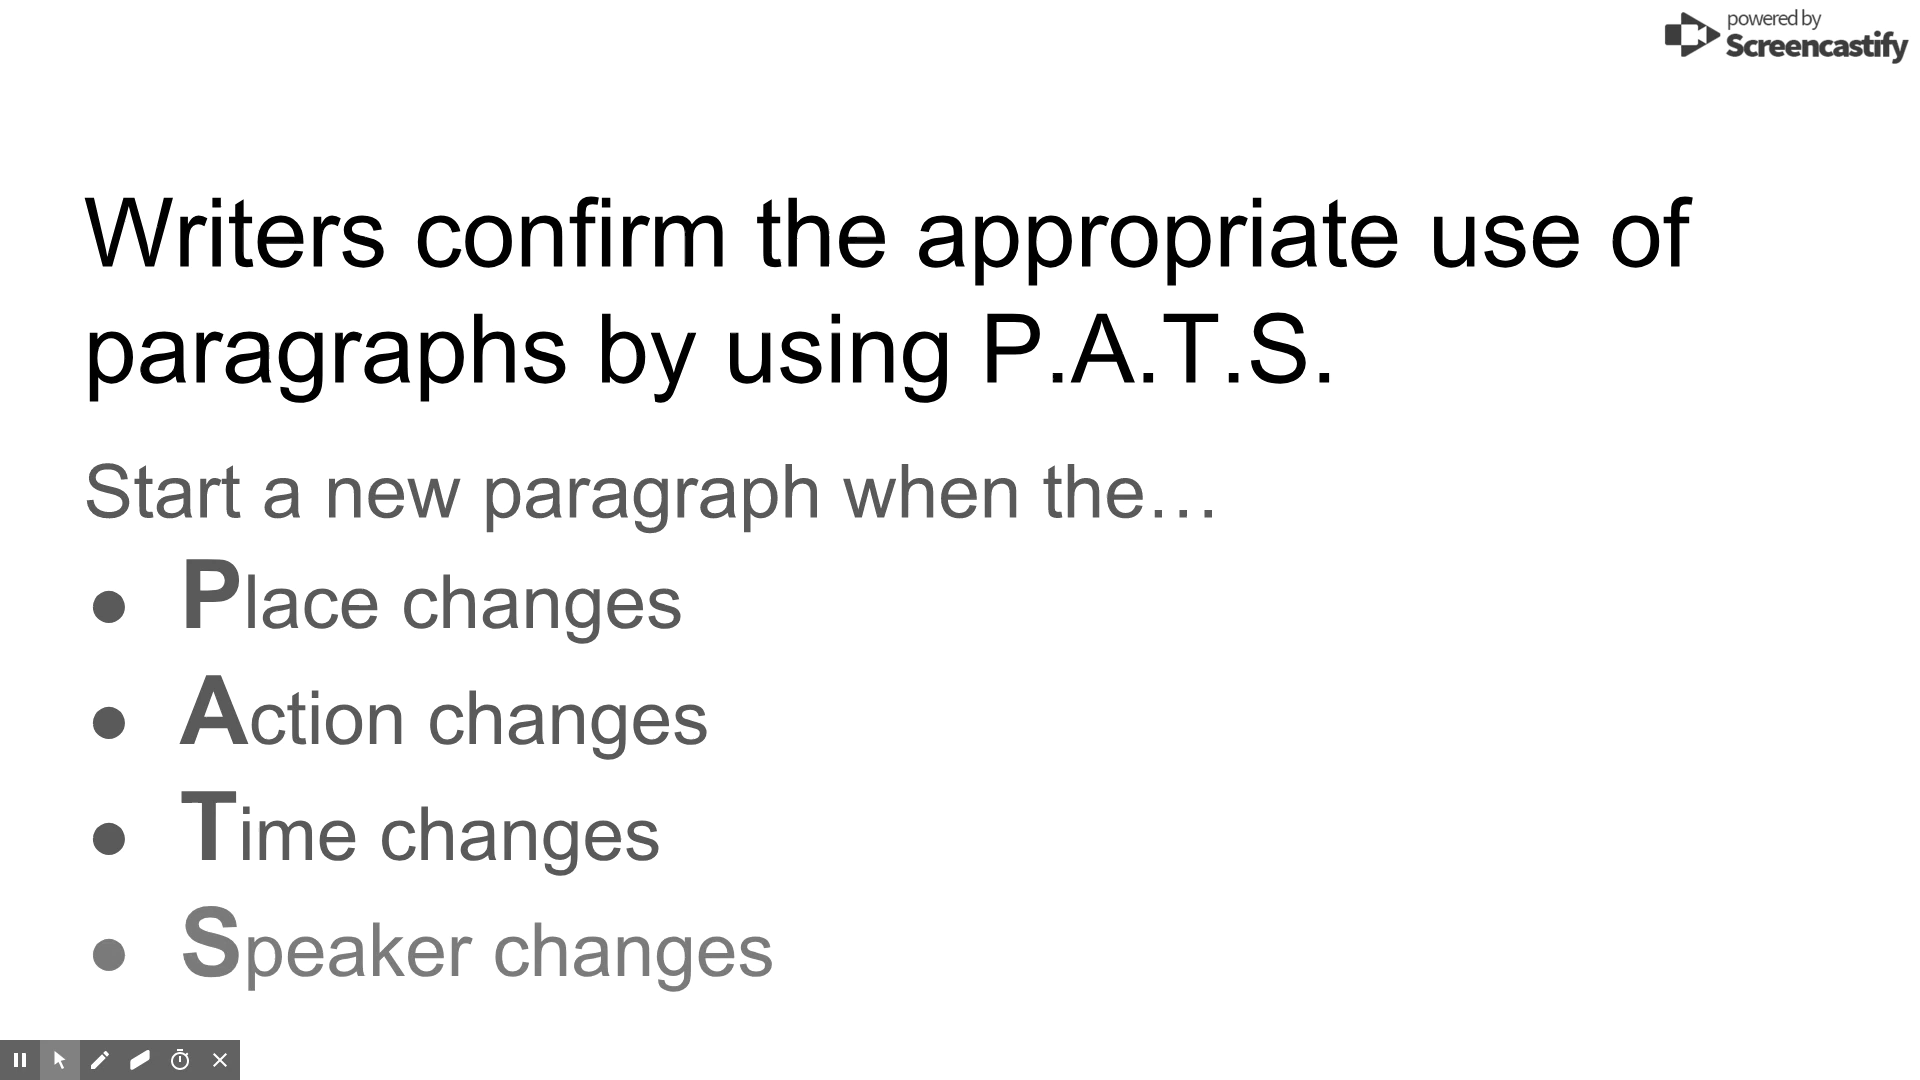 powered by
Screencastify
Writers confirm the appropriate use of
paragraphs by using P.A.T.S.
Start a new paragraph when the…
● Place changes
● Action changes
● Time changes
● Speaker changes